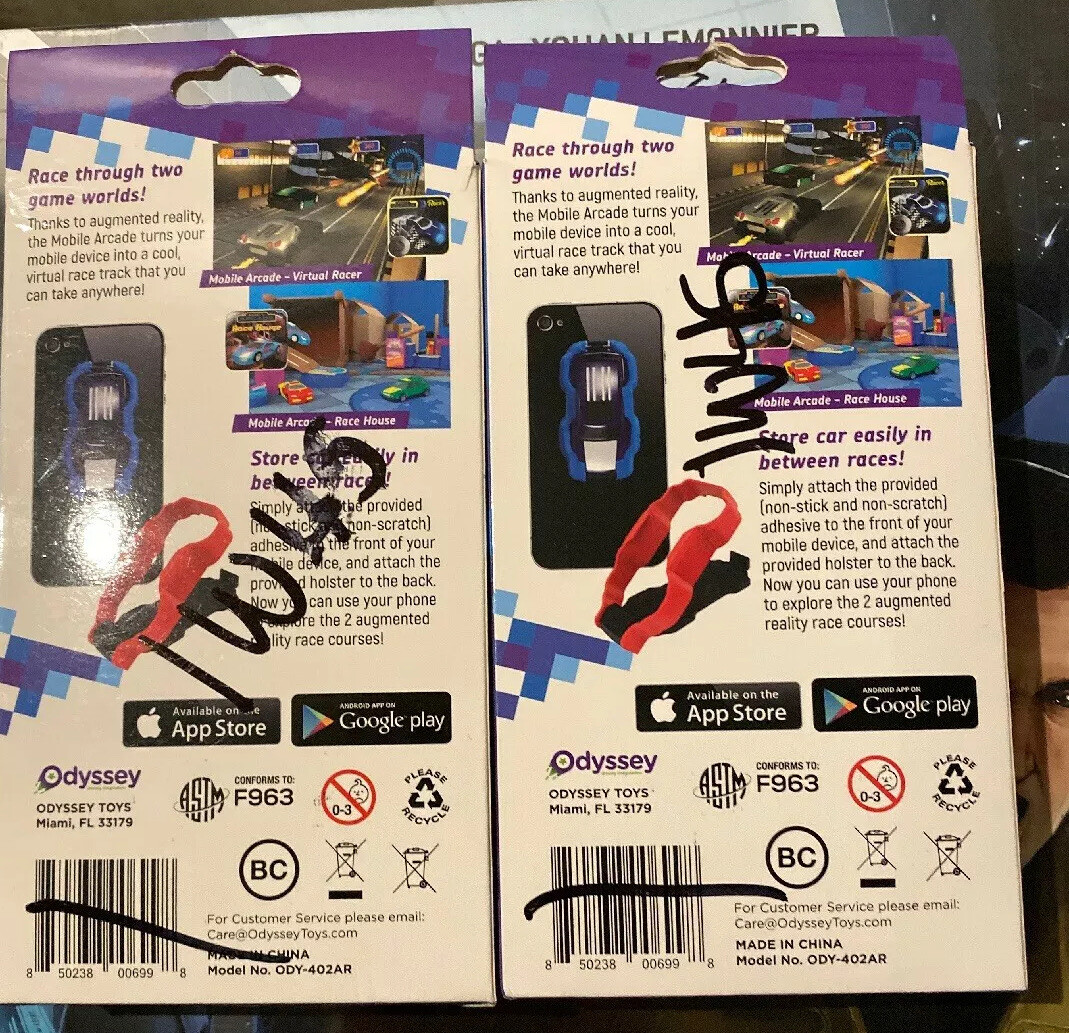 YOHAN LEMONNIER
Race through two
game worlds!
Thanks to augmented reality,
the Mobile Arcade turns your
mobile device into a cool,
virtual race track that you
can take anywhere!
Mobile Arcade – Virtual Racer
Race House
Mobile Arcade – Race House
Store car easily in
between races!
Simply attach the provided
(non-stick and non-scratch)
adhesive to the front of your
mobile device, and attach the
provided holster to the back.
Now you can use your phone
to explore the 2 augmented
reality race courses!
Available on the
App Store
ANDROID APP ON
Google play
Odyssey
ODYSSEY TOYS
Miami, FL 33179
ASTM
CONFORMS TO:
F963
0-3
PLEASE
RECYCLE
BC
For Customer Service please email:
Care@OdysseyToys.com
MADE IN CHINA
Model No. ODY-402AR
8 50238 00699 8
Race through two
game worlds!
Thanks to augmented reality,
the Mobile Arcade turns your
mobile device into a cool,
virtual race track that you
can take anywhere!
Mobile Arcade – Virtual Racer
Mobile Arcade – Race House
Store car easily in
between races!
Simply attach the provided
(non-stick and non-scratch)
adhesive to the front of your
mobile device, and attach the
provided holster to the back.
Now you can use your phone
to explore the 2 augmented
reality race courses!
Available on the
App Store
ANDROID APP ON
Google play
Odyssey
ODYSSEY TOYS
Miami, FL 33179
ASTM
CONFORMS TO:
F963
0-3
PLEASE
RECYCLE
BC
For Customer Service please email:
Care@OdysseyToys.com
MADE IN CHINA
Model No. ODY-402AR
8 50238 00699 8